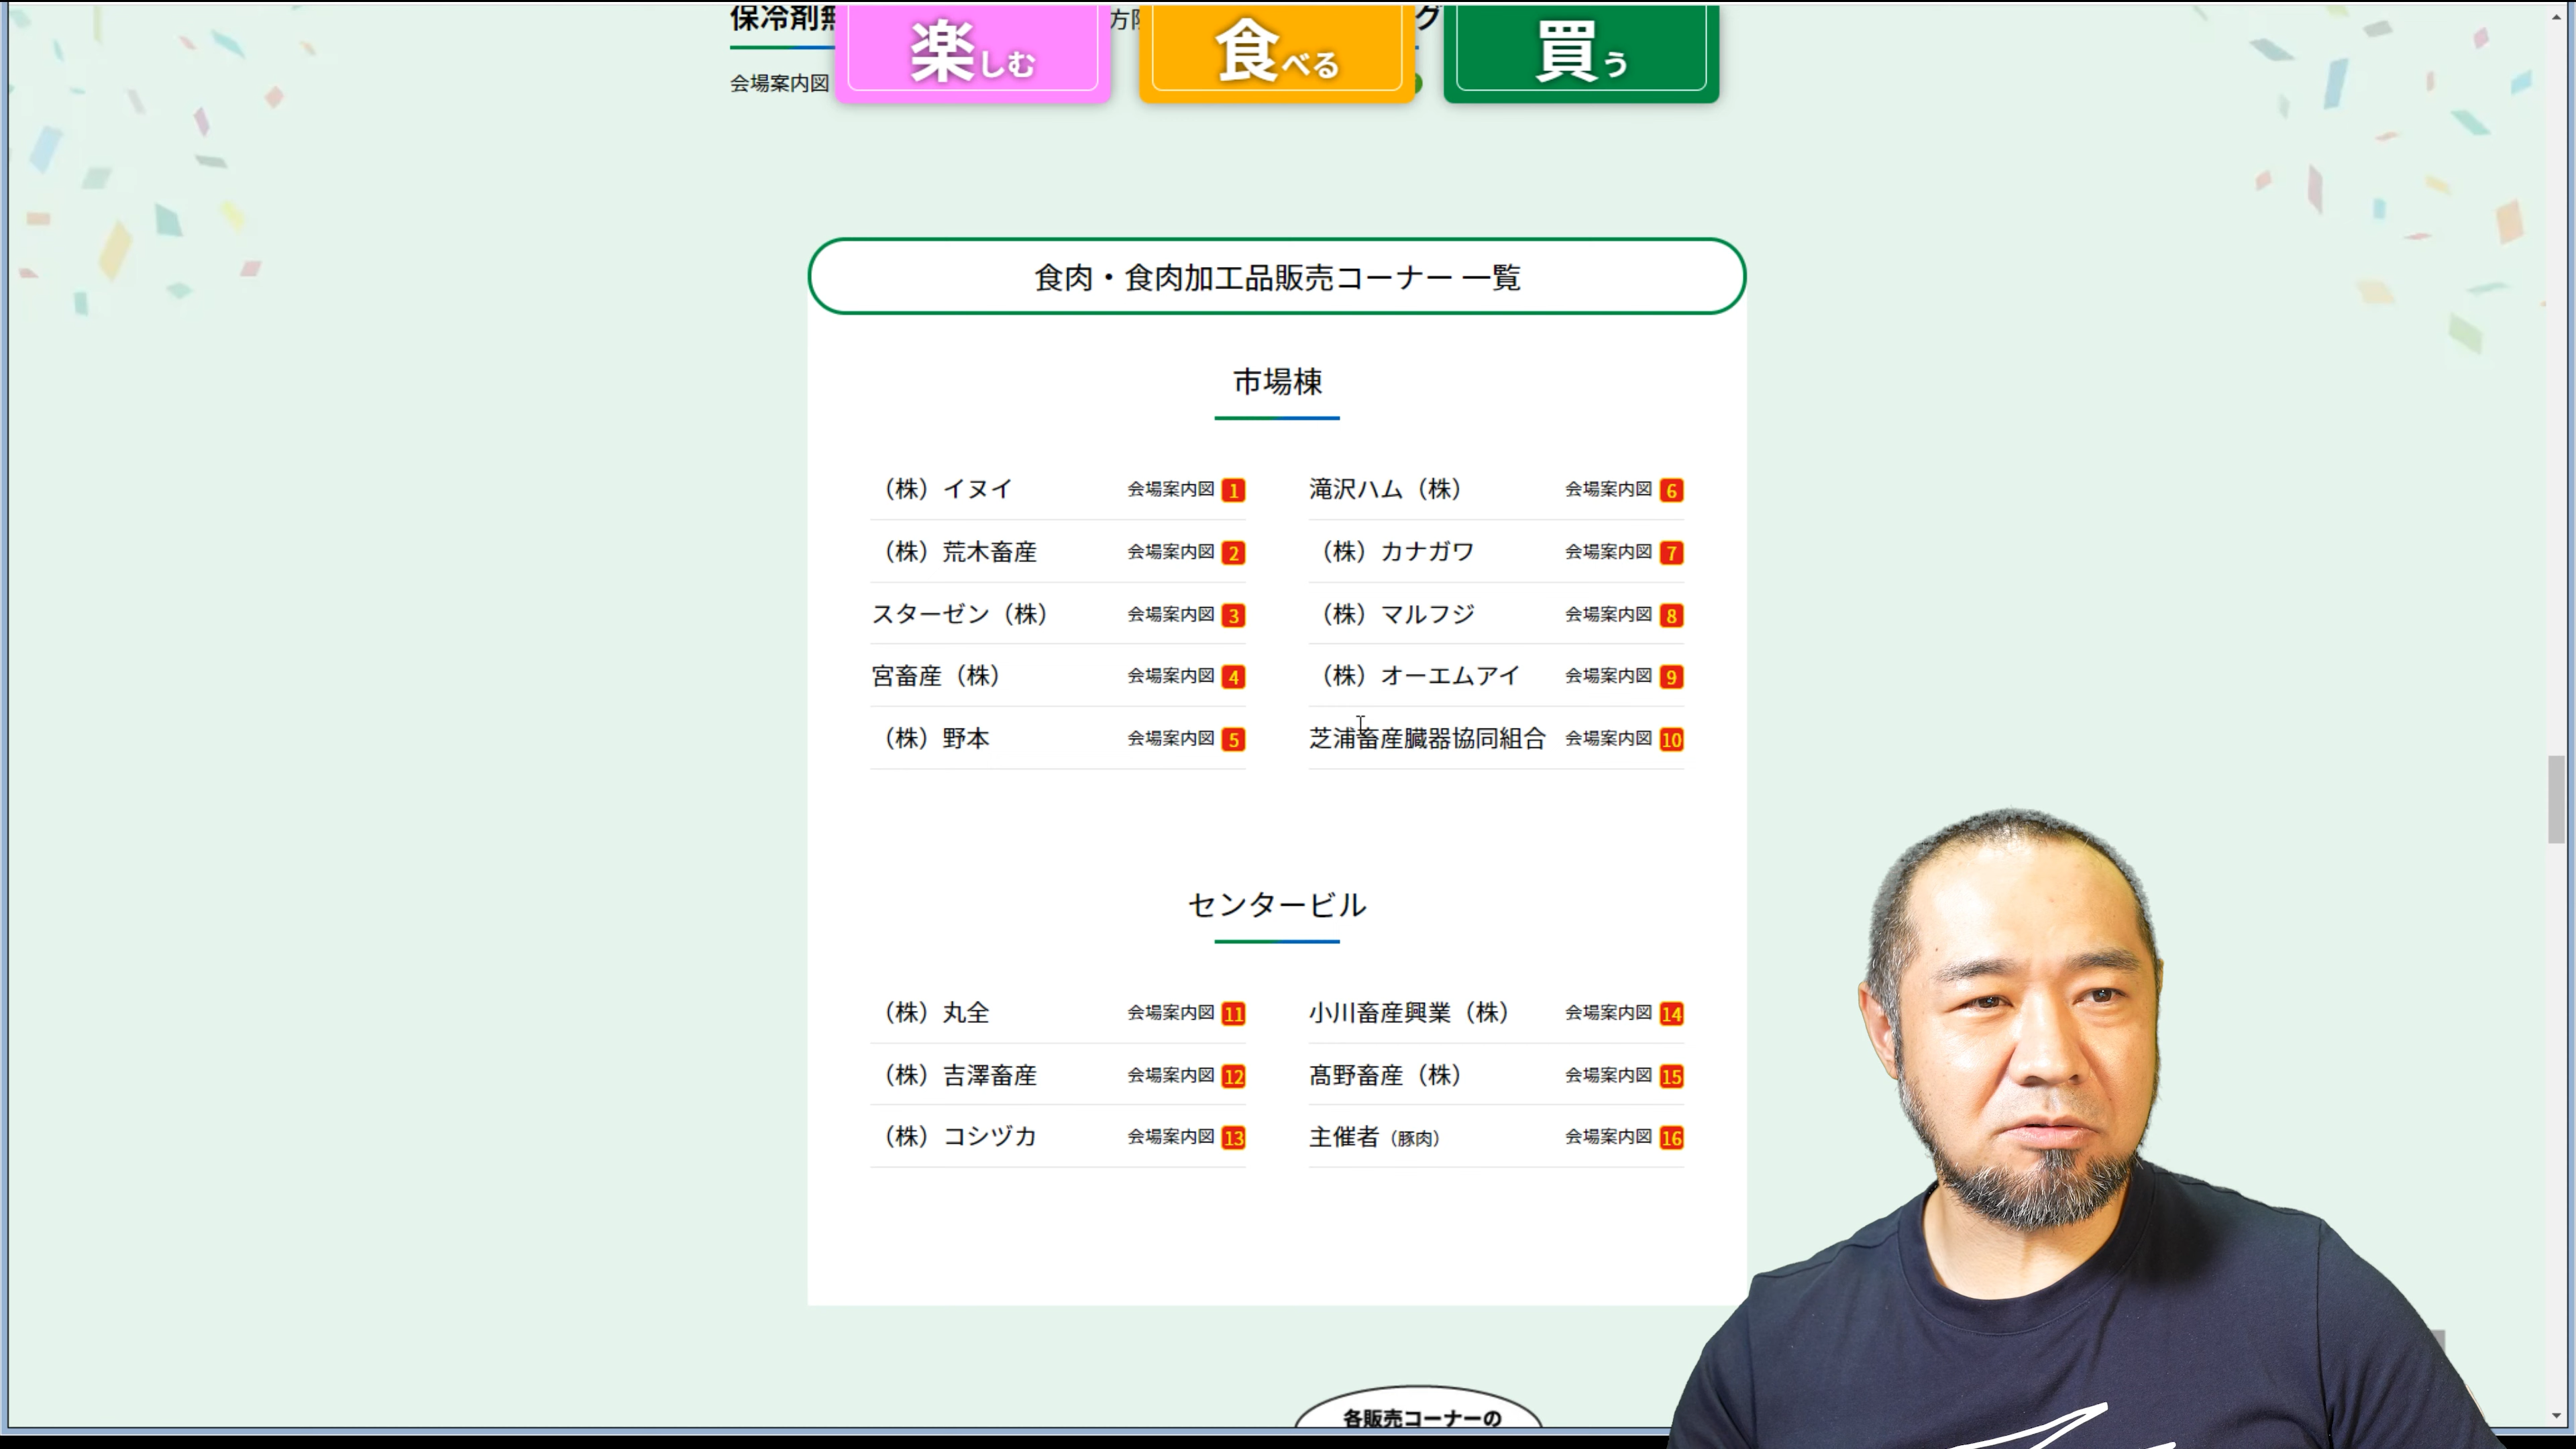 保冷剤無
方
グ
会場案内図
楽しむ
食べる
買う
食肉・食肉加工品販売コーナー 一覧
市場棟
（株）イヌイ 会場案内図 1
滝沢ハム（株） 会場案内図 6
（株）荒木畜産 会場案内図 2
（株）カナガワ 会場案内図 7
スターゼン（株） 会場案内図 3
（株）マルフジ 会場案内図 8
宮畜産（株） 会場案内図 4
（株）オーエムアイ 会場案内図 9
（株）野本 会場案内図 5
芝浦畜産臓器協同組合 会場案内図 10
センタービル
（株）丸全 会場案内図 11
小川畜産興業（株） 会場案内図 14
（株）吉澤畜産 会場案内図 12
髙野畜産（株） 会場案内図 15
（株）コシヅカ 会場案内図 13
主催者（豚肉） 会場案内図 16
各販売コーナーの